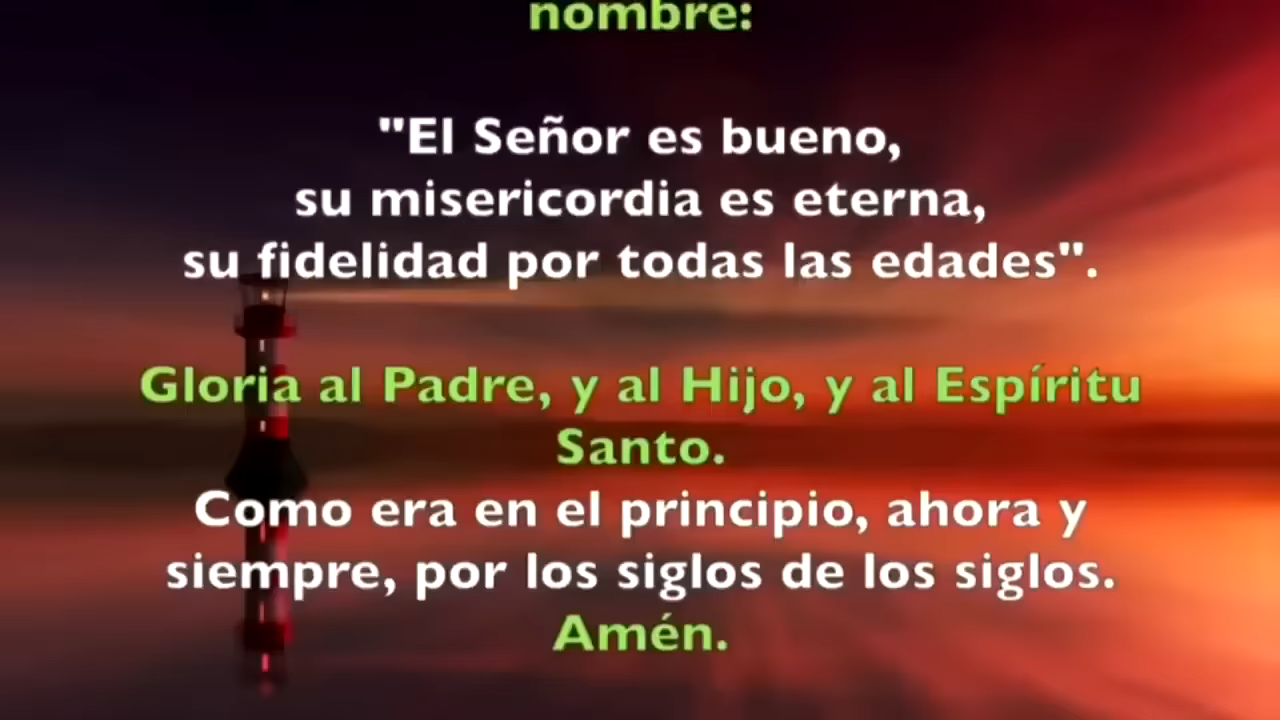 nombre:
"El Señor es bueno,
su misericordia es eterna,
su fidelidad por todas las edades".
Gloria al Padre, y al Hijo, y al Espíritu
Santo.
Como era en el principio, ahora y
siempre, por los siglos de los siglos.
Amén.